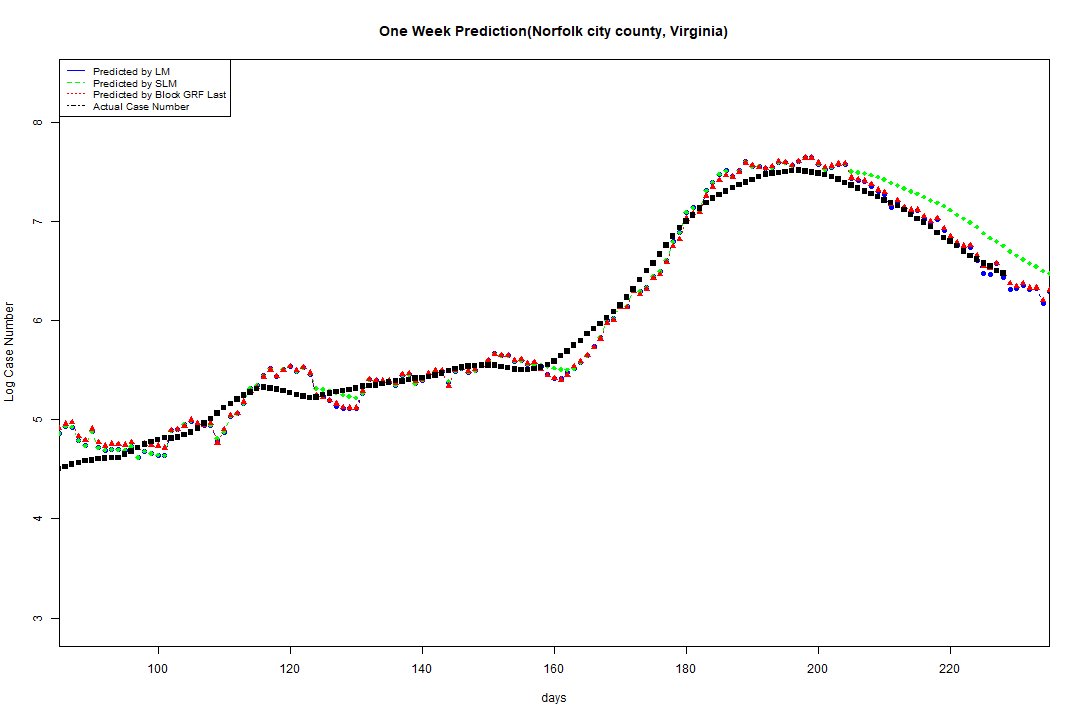 One Week Prediction(Norfolk city county, Virginia)
Predicted by LM
Predicted by SLM
Predicted by Block GRF Last
Actual Case Number
8
7
6
5
4
3
Log Case Number
100 120 140 160 180 200 220
days